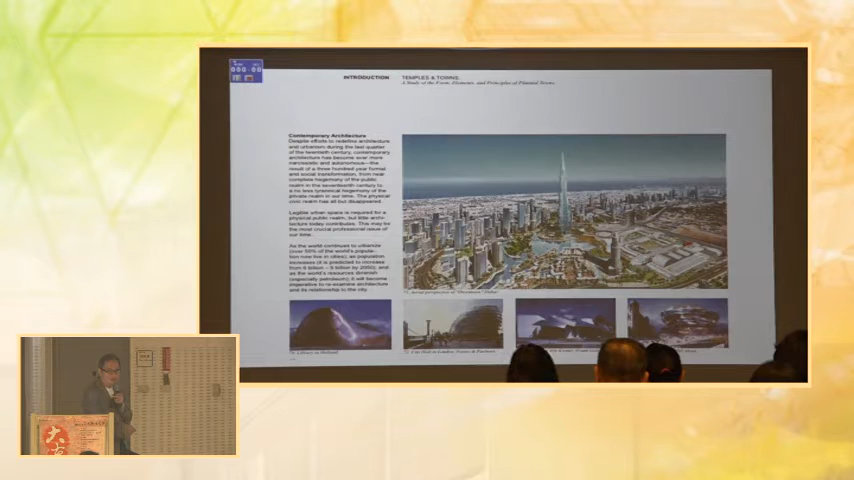 INTRODUCTION
TEMPLES & TOWNS:
A Study of the Form, Elements, and Principles of Planned Towns
Contemporary Architecture
Despite efforts to redefine architecture
and urbanism during the last quarter
of the twentieth century, contemporary
architecture has become ever more
narcissistic and autonomous—the
result of a three hundred year formal
and social transformation, from near
complete hegemony of the public
realm in the seventeenth century to
a no less tyrannical hegemony of the
private realm in our time. The physical
civic realm has all but disappeared.
Legible urban space is required for a
physical public realm, but little archi-
tecture today contributes. This may be
the most crucial professional issue of
our time.
As the world continues to urbanize
(over 50% of the world's popula-
tion now live in cities); as population
increases (it is predicted to increase
from 6 billion - 9 billion by 2050); and
as the world's resources diminish
(especially petroleum); it will become
imperative to re-examine architecture
and its relationship to the city.